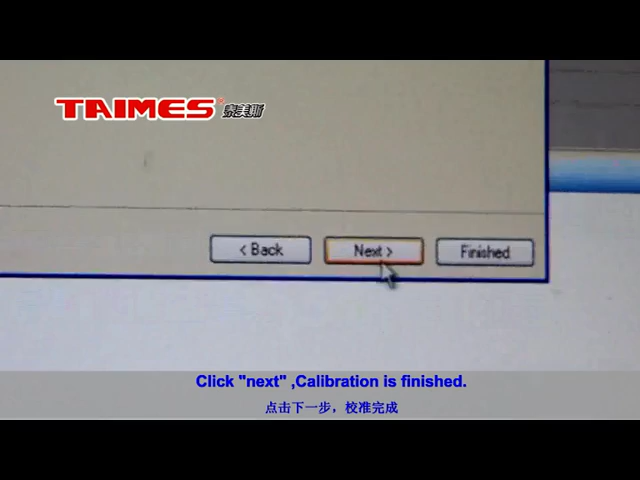 TAIMES® 泰美斯
< Back
Next >
Finished
Click "next" ,Calibration is finished.
点击下一步，校准完成